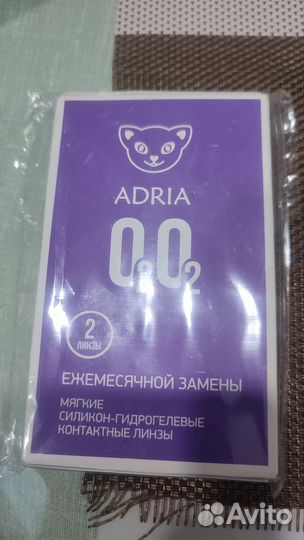 ADRIA
O₂O₂
2
ЛИНЗЫ
ЕЖЕМЕСЯЧНОЙ ЗАМЕНЫ
МЯГКИЕ
СИЛИКОН-ГИДРОГЕЛЕВЫЕ
КОНТАКТНЫЕ ЛИНЗЫ
Avito